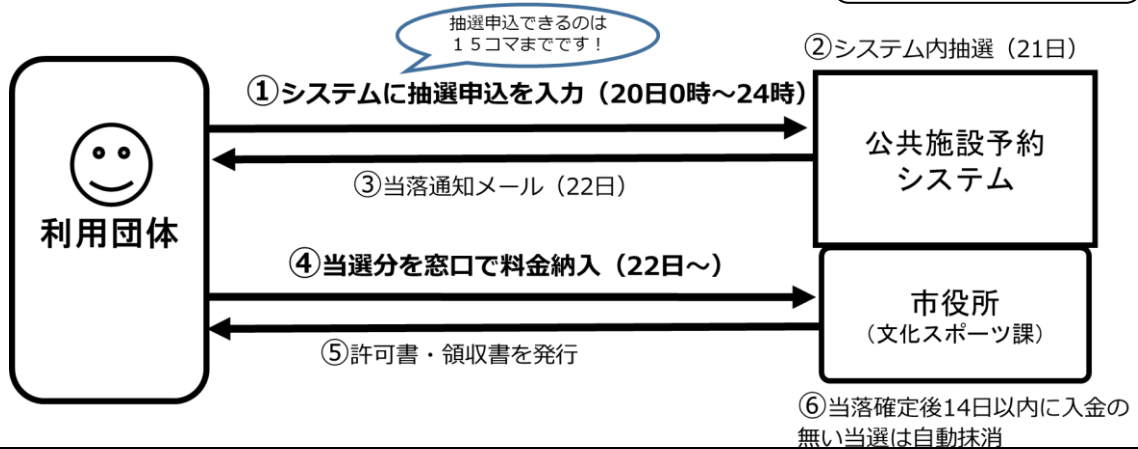 抽選申込できるのは
１５コマまでです！
②システム内抽選（21日）
①システムに抽選申込を入力（20日0時～24時）
公共施設予約
システム
③当落通知メール（22日）
利用団体
④当選分を窓口で料金納入（22日～）
市役所
（文化スポーツ課）
⑤許可書・領収書を発行
⑥当落確定後14日以内に入金の
無い当選は自動抹消